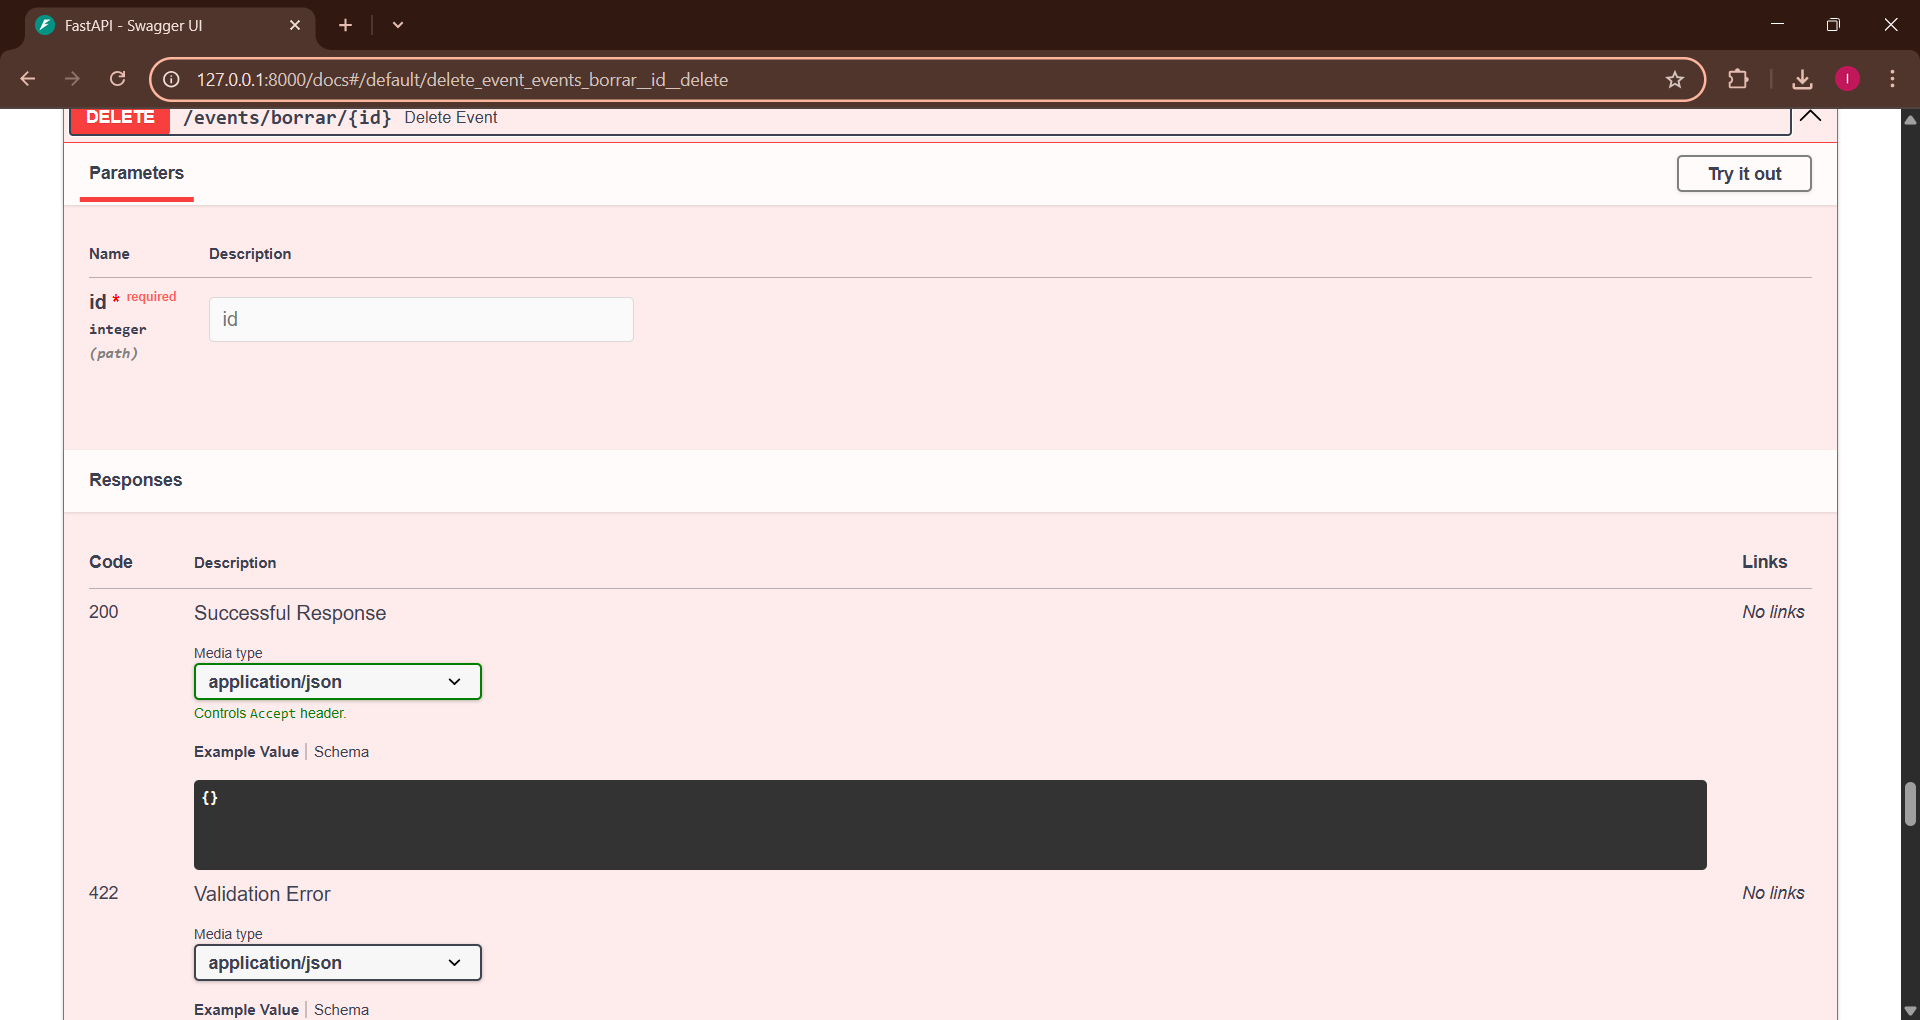 FastAPI - Swagger UI
127.0.0.1:8000/docs#/default/delete_event_events_borrar__id__delete
I
DELETE /events/borrar/{id} Delete Event
Parameters
Try it out
Name Description
id * required
integer
(path)
id
Responses
Code Description Links
200 Successful Response No links
Media type
application/json
Controls Accept header.
Example Value Schema
{}
422 Validation Error No links
Media type
application/json
Example Value Schema